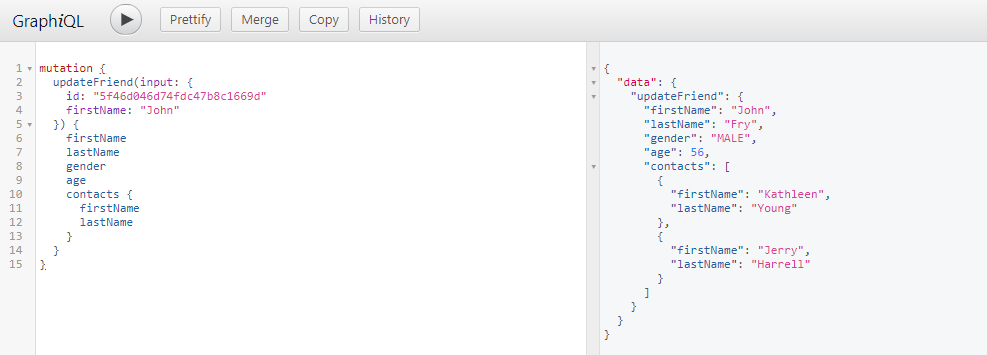 GraphiQL
Prettify
Merge
Copy
History
1 mutation {
2 updateFriend(input: {
3 id: "5f46d046d74fdc47b8c1669d"
4 firstName: "John"
5 }) {
6 firstName
7 lastName
8 gender
9 age
10 contacts {
11 firstName
12 lastName
13 }
14 }
15 }
{
"data": {
"updateFriend": {
"firstName": "John",
"lastName": "Fry",
"gender": "MALE",
"age": 56,
"contacts": [
{
"firstName": "Kathleen",
"lastName": "Young"
},
{
"firstName": "Jerry",
"lastName": "Harrell"
}
]
}
}
}